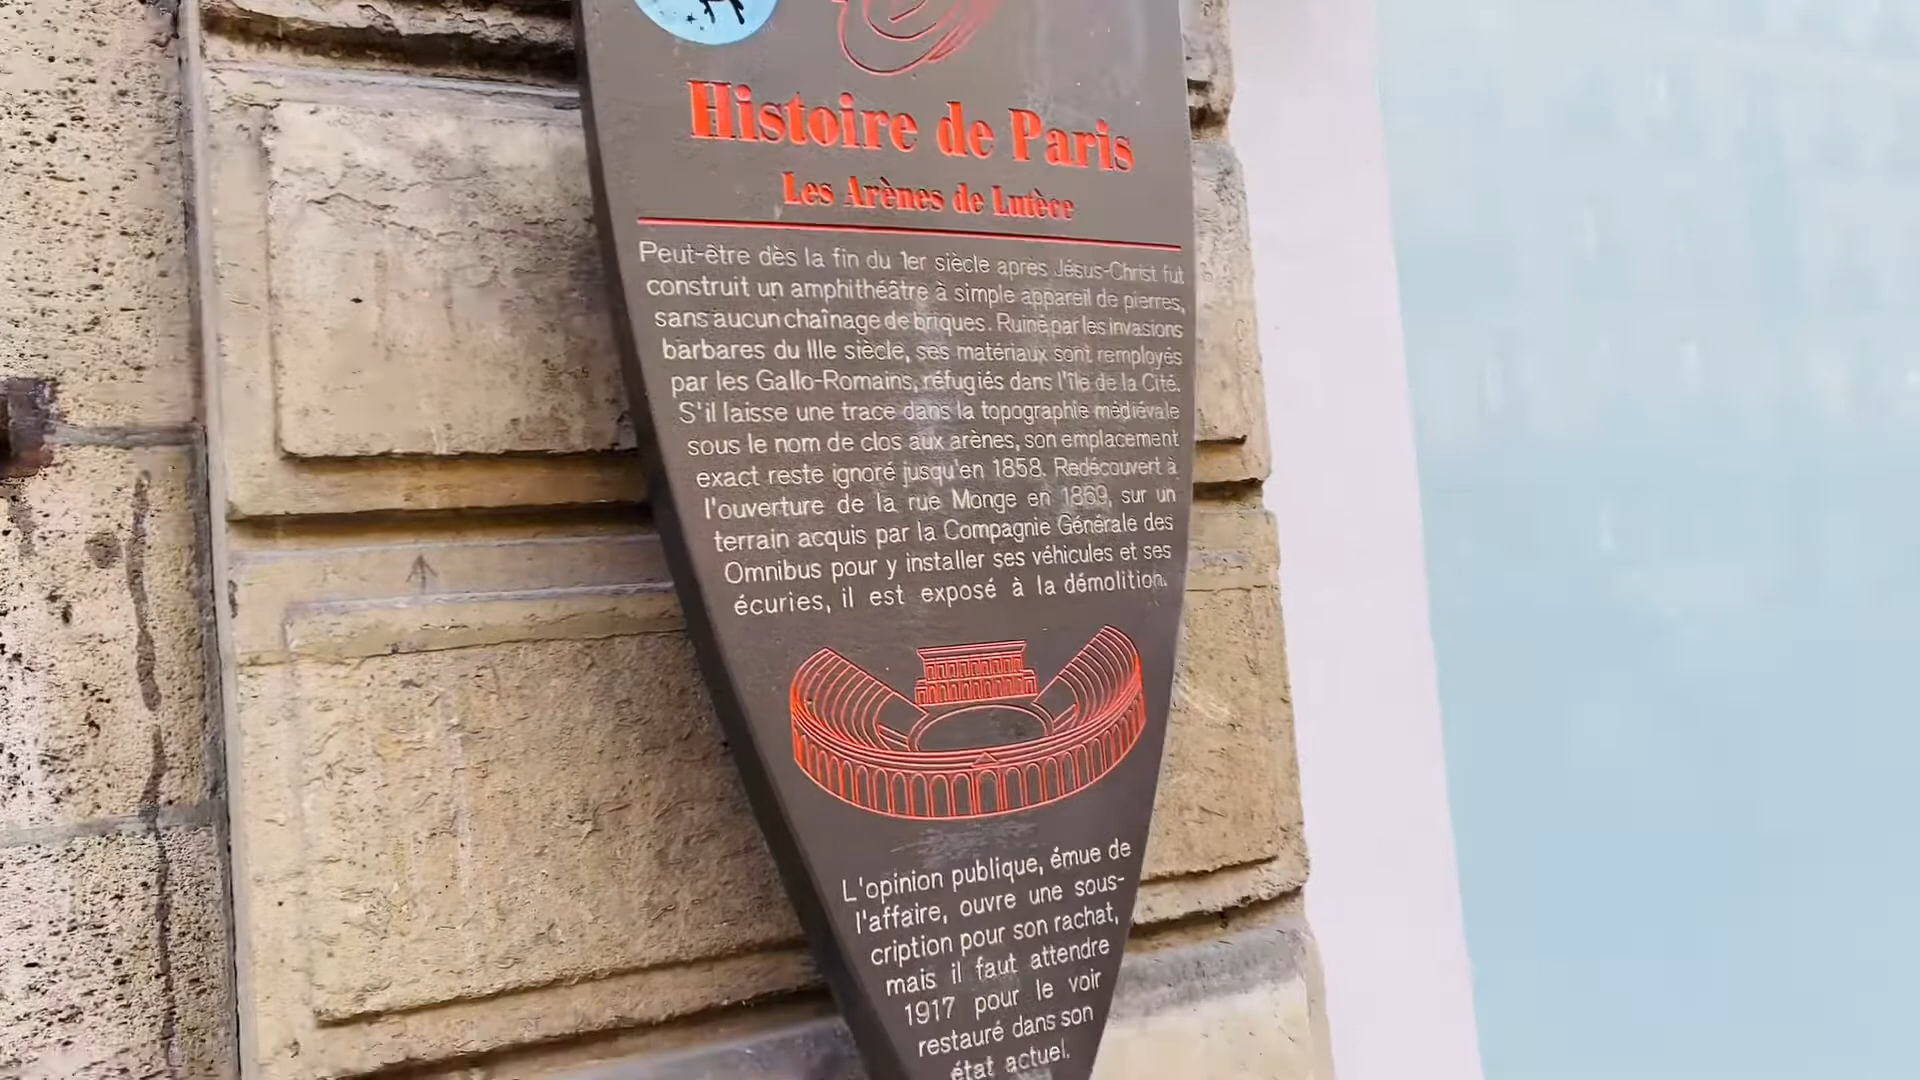 Histoire de Paris
Les Arènes de Lutèce
Peut-être dès la fin du 1er siècle après Jésus-Christ fut
construit un amphithéâtre à simple appareil de pierres,
sans aucun chaînage de briques. Ruiné par les invasions
barbares du IIIe siècle, ses matériaux sont remployés
par les Gallo-Romains, réfugiés dans l'île de la Cité.
S'il laisse une trace dans la topographie médiévale
sous le nom de clos aux arènes, son emplacement
exact reste ignoré jusqu'en 1858. Redécouvert à
l'ouverture de la rue Monge en 1869, sur un
terrain acquis par la Compagnie Générale des
Omnibus pour y installer ses véhicules et ses
écuries, il est exposé à la démolition.
L'opinion publique, émue de
l'affaire, ouvre une sous-
cription pour son rachat,
mais il faut attendre
1917 pour le voir
restauré dans son
état actuel.